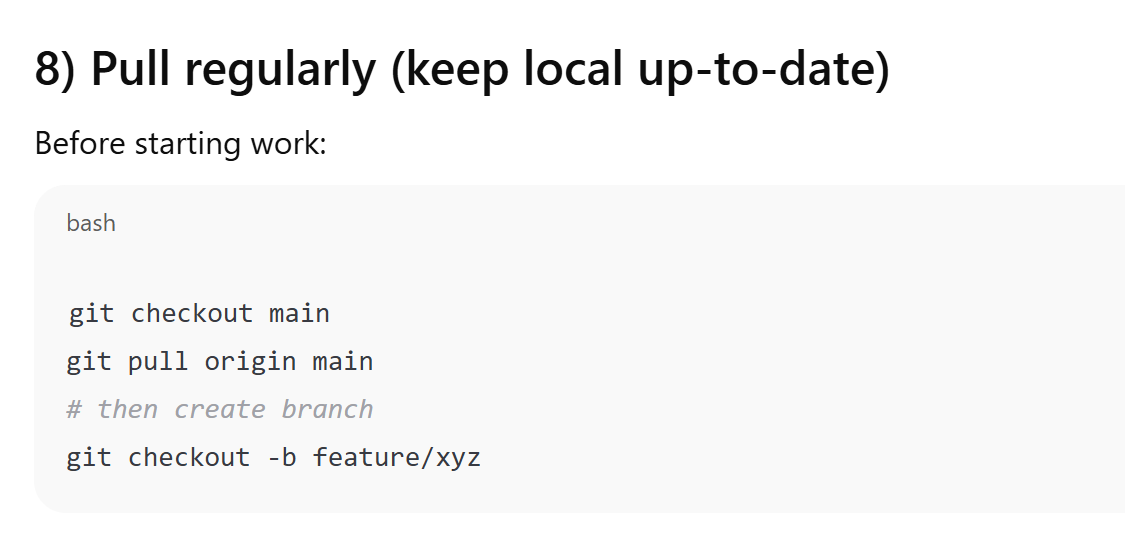 8) Pull regularly (keep local up-to-date)
Before starting work:
bash
git checkout main
git pull origin main
# then create branch
git checkout -b feature/xyz